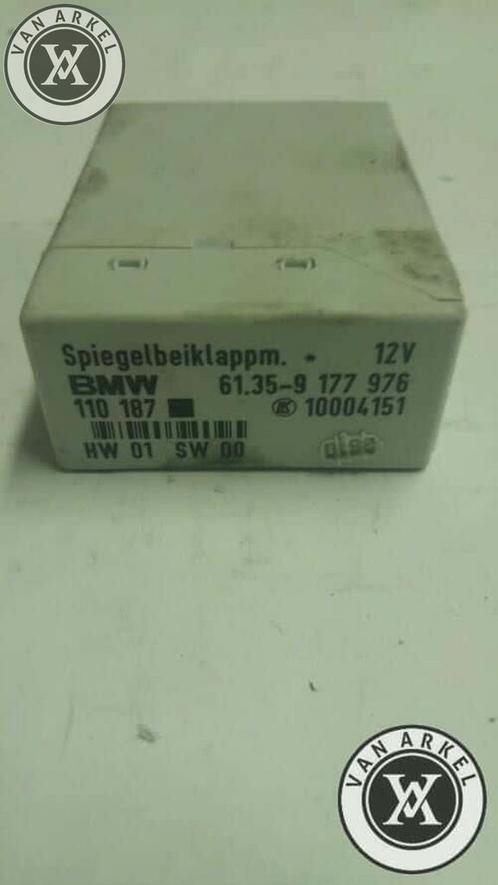 VAN ARKEL
Spiegelbeiklappm. • 12V
BMW 61.35-9 177 976
110 187 ■ K 10004151
HW 01 SW 00
VAN ARKEL